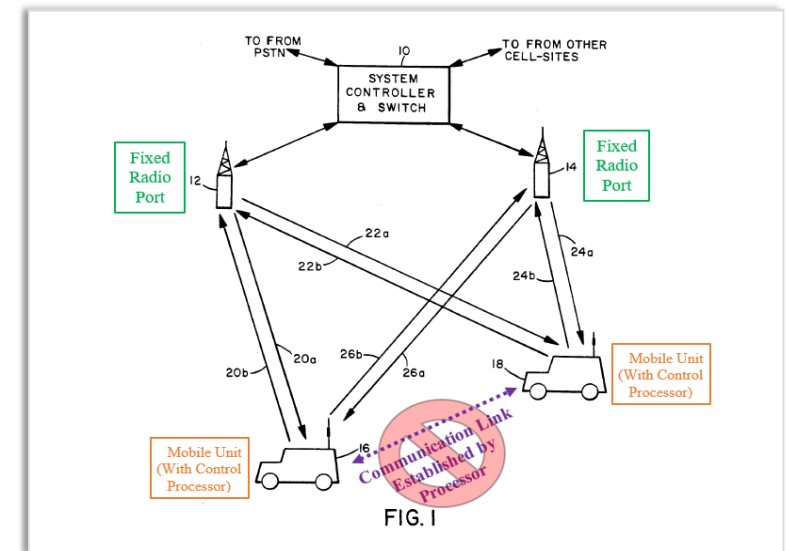 TO FROM
PSTN
10
TO FROM OTHER
CELL-SITES
SYSTEM
CONTROLLER
& SWITCH
Fixed
Radio
Port
12
14
Fixed
Radio
Port
22a
22b
24a
24b
20b
20a
26b
26a
18
Mobile Unit
(With Control
Processor)
Mobile Unit
(With Control
Processor)
16
Communication Link
Established by
Processor
FIG. 1